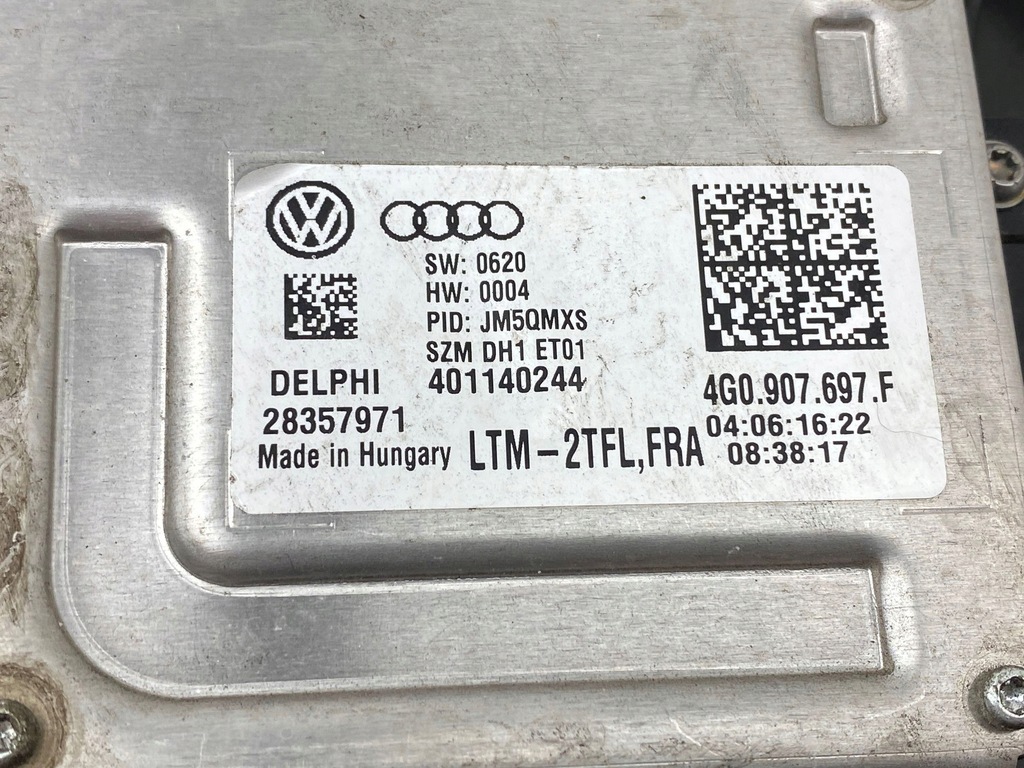 SW: 0620
HW: 0004
PID: JM5QMXS
SZM DH1 ET01
DELPHI 401140244
28357971
Made in Hungary LTM-2TFL,FRA
4G0.907.697.F
04:06:16:22
08:38:17